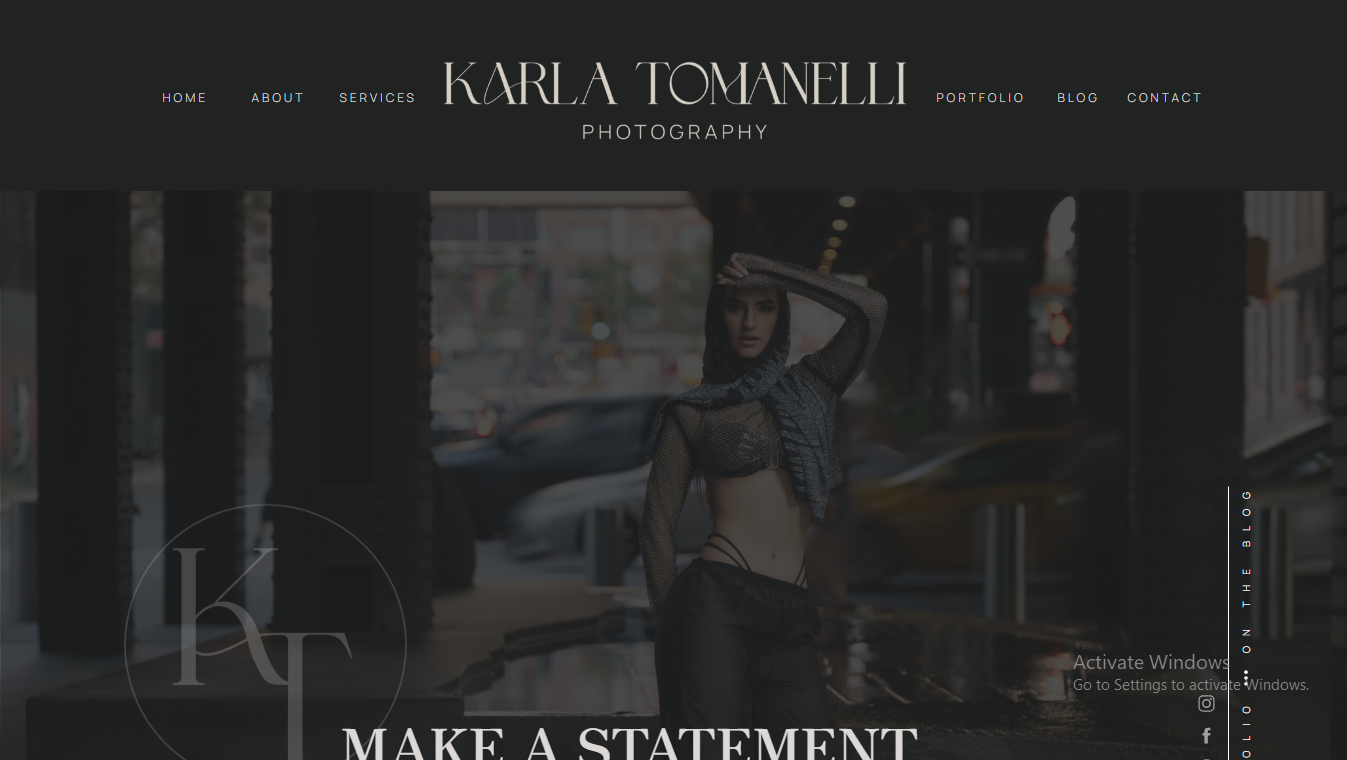 HOME
ABOUT
SERVICES
KARLA TOMANELLI
PHOTOGRAPHY
PORTFOLIO
BLOG
CONTACT
KT
ON THE BLOG
OLIO
Activate Windows
Go to Settings to activate Windows.
MAKE A STATEMENT